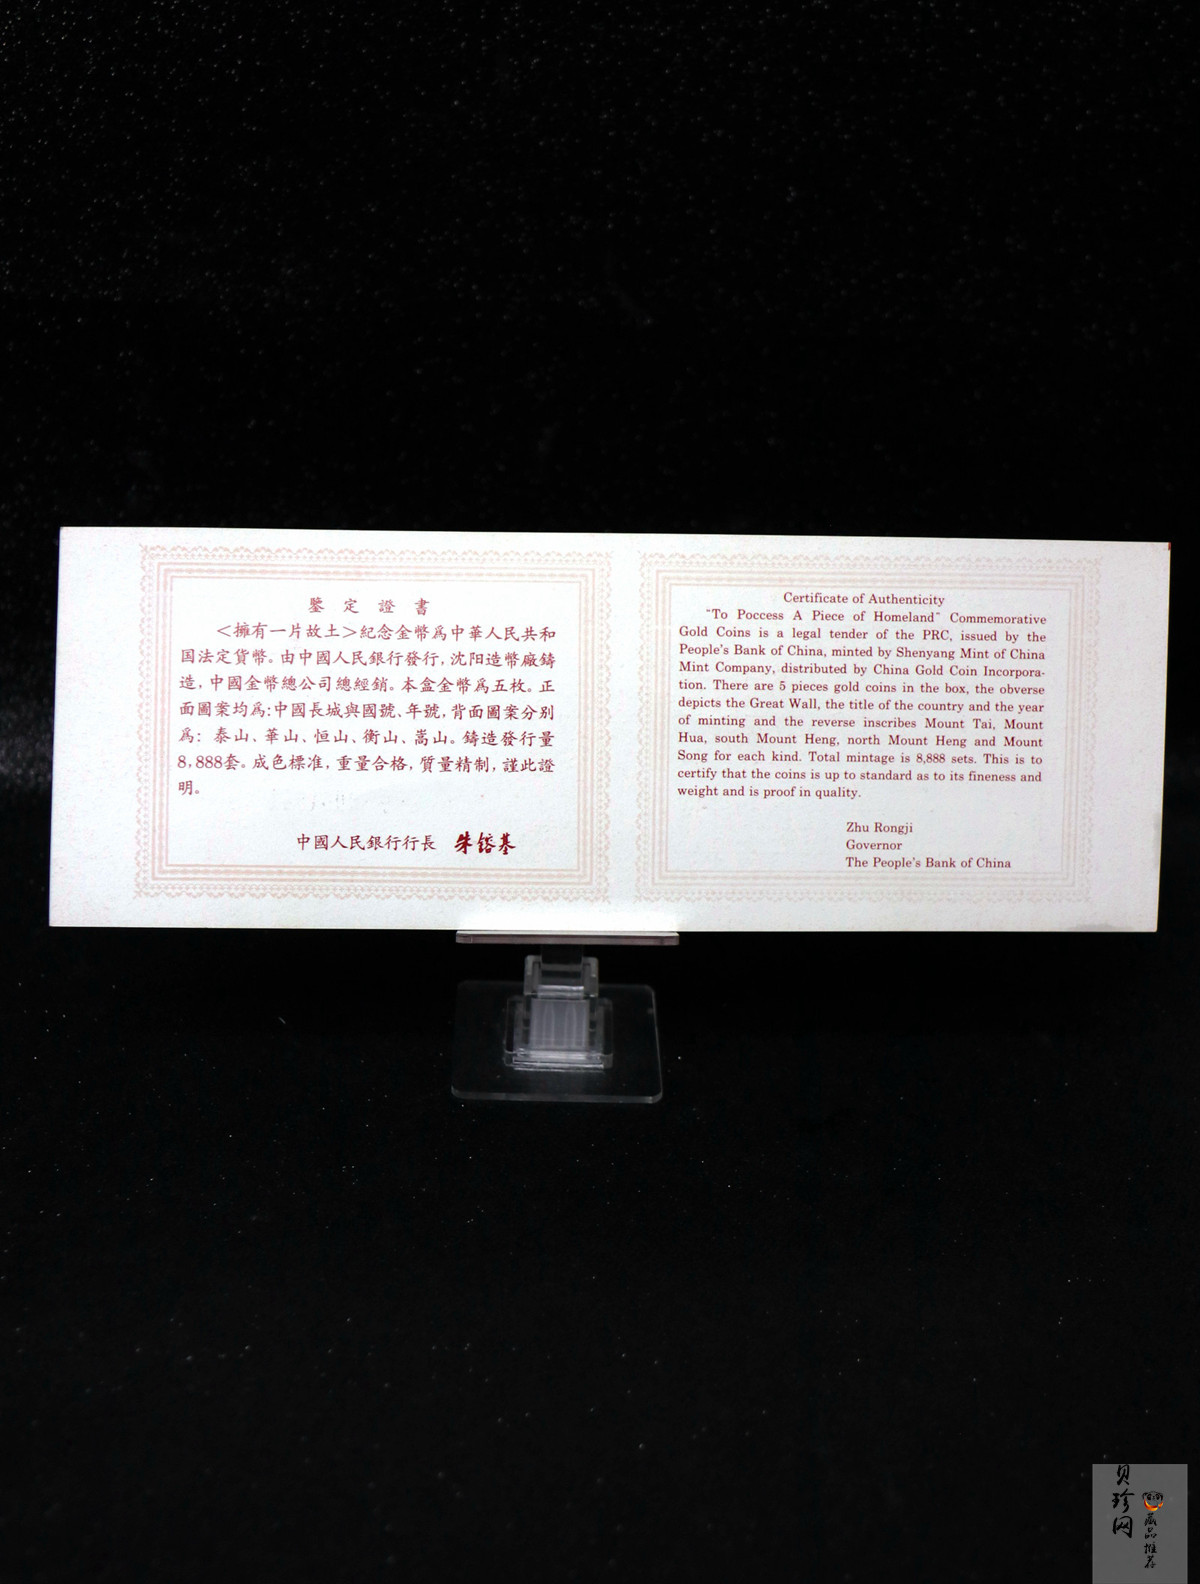 鑒定證書
＜擁有一片故土＞紀念金幣爲中華人民共和
国法定貨幣。由中國人民銀行發行，沈阳造幣廠鑄
造，中國金幣總公司總經銷。本盒金幣爲五枚。正
面圖案均爲：中國長城與國號、年號，背面圖案分別
爲：泰山、華山、恒山、衡山、嵩山。鑄造發行量
8,888套。成色標准，重量合格，質量精制，謹此證
明。
中國人民銀行行長 朱鎔基
Certificate of Authenticity
"To Poccess A Piece of Homeland" Commemorative
Gold Coins is a legal tender of the PRC, issued by the
People's Bank of China, minted by Shenyang Mint of China
Mint Company, distributed by China Gold Coin Incorpora-
tion. There are 5 pieces gold coins in the box, the obverse
depicts the Great Wall, the title of the country and the year
of minting and the reverse inscribes Mount Tai, Mount
Hua, south Mount Heng, north Mount Heng and Mount
Song for each kind. Total mintage is 8,888 sets. This is to
certify that the coins is up to standard as to its fineness and
weight and is proof in quality.
Zhu Rongji
Governor
The People's Bank of China
贝珍网
藏品推荐